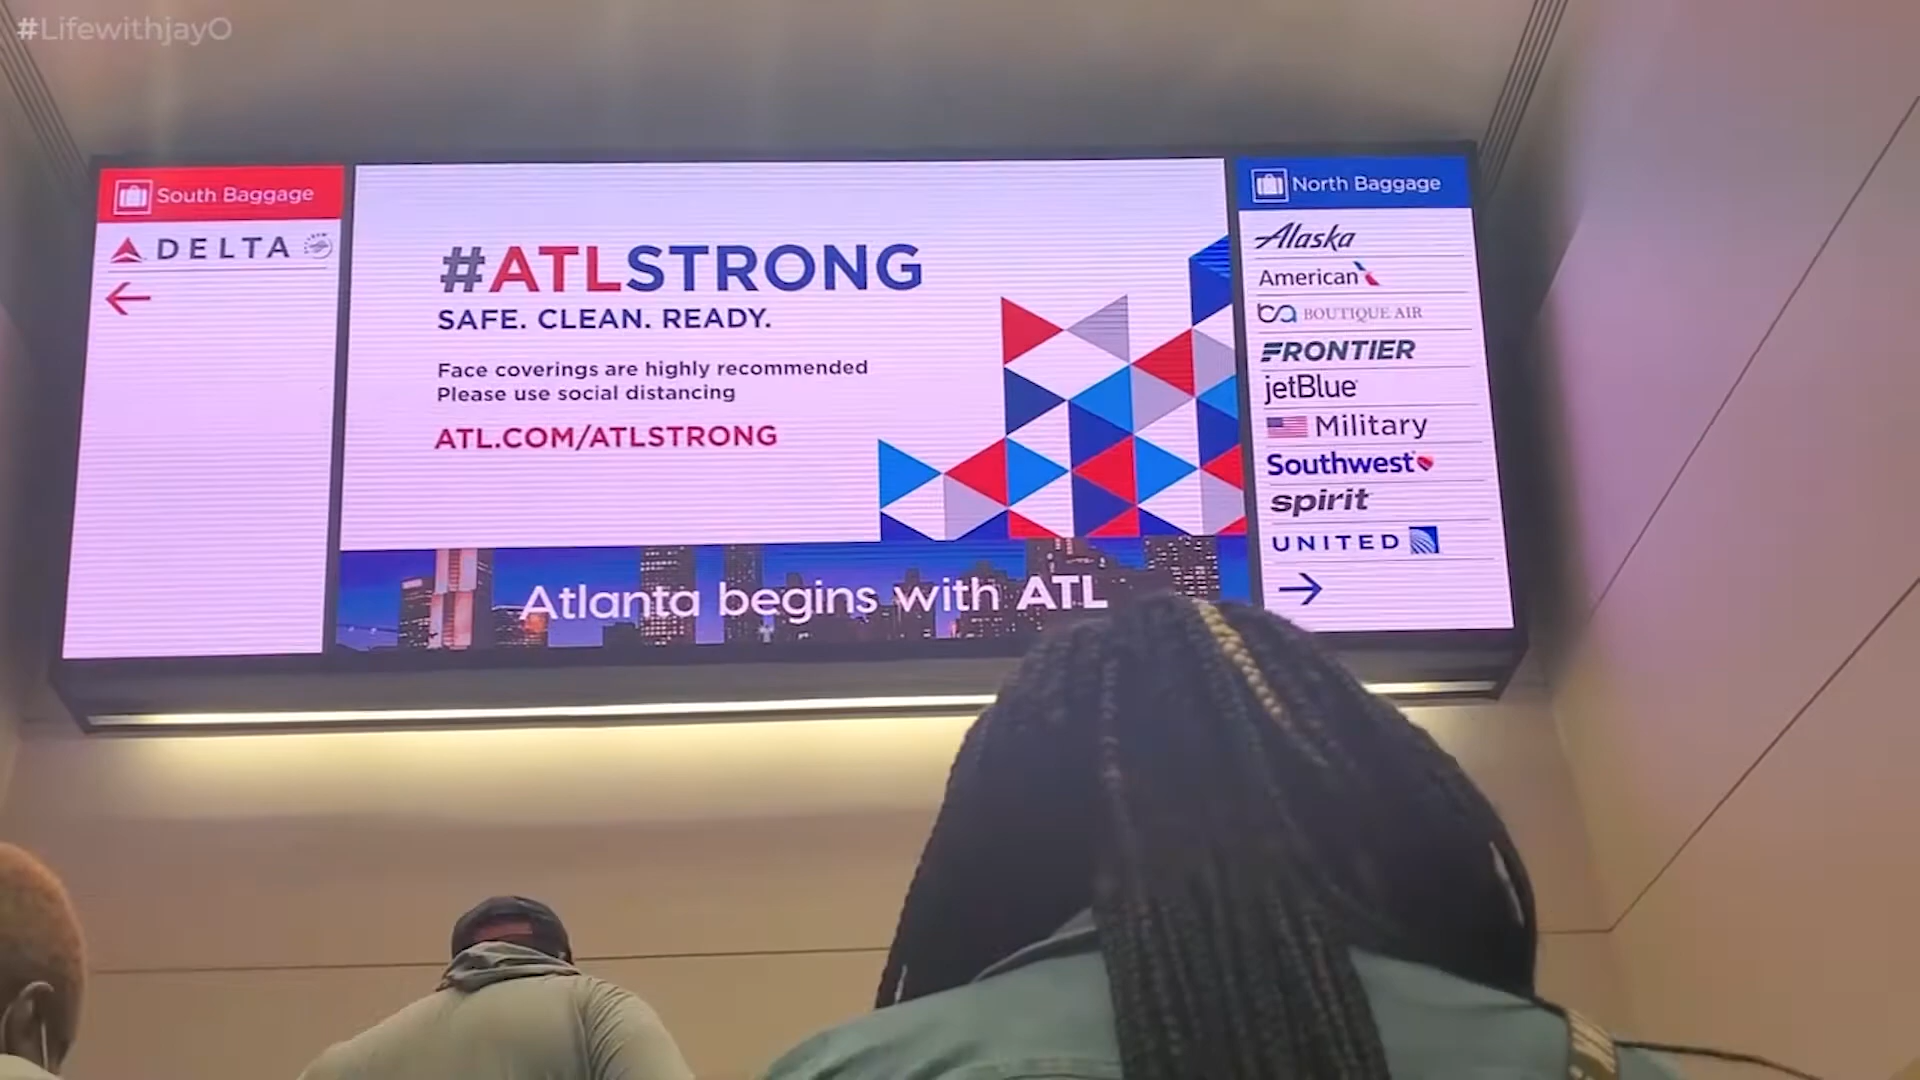 #LifewithjayO
South Baggage
DELTA
#ATLSTRONG
SAFE. CLEAN. READY.
Face coverings are highly recommended
Please use social distancing
ATL.COM/ATLSTRONG
Atlanta begins with ATL
North Baggage
Alaska
American
BOUTIQUE AIR
FRONTIER
jetBlue
Military
Southwest
spirit
UNITED